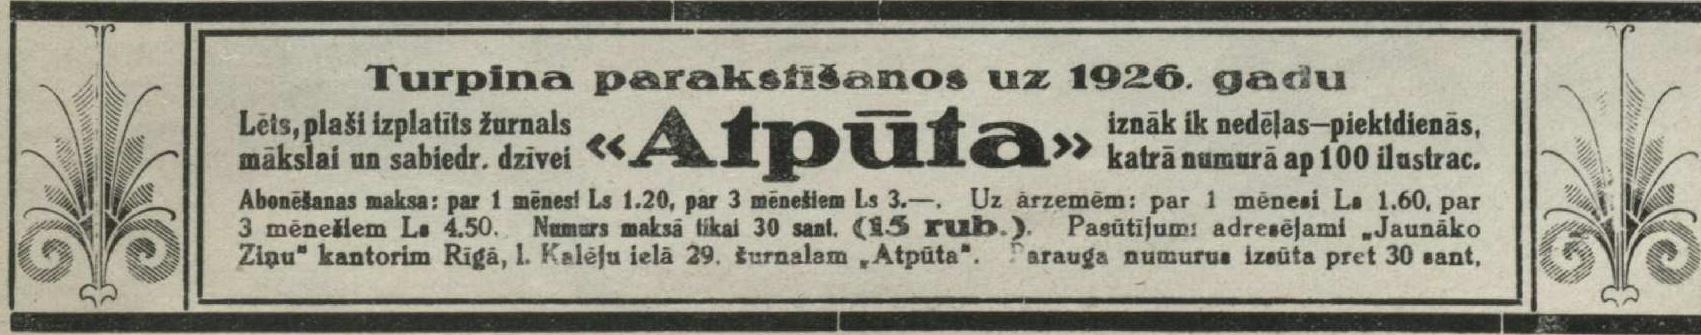 Turpina parakstīšanos uz 1926. gadu
Lēts, plaši izplatīts žurnals
mākslai un sabiedr. dzīvei
«Atpūta»
iznāk ik nedēļas—piektdienās,
katrā numurā ap 100 ilustrac.
Abonēšanas maksa: par 1 mēnesi Ls 1.20, par 3 mēnešiem Ls 3.—. Uz ārzemēm: par 1 mēnesi Ls 1.60, par
3 mēnešiem Ls 4.50. Numurs maksā tikai 30 sant. (15 rub.). Pasūtījumi adresējami „Jaunāko
Ziņu" kantorim Rīgā, l. Kalēju ielā 29. žurnalam „Atpūta". Parauga numurus izsūta pret 30 sant.